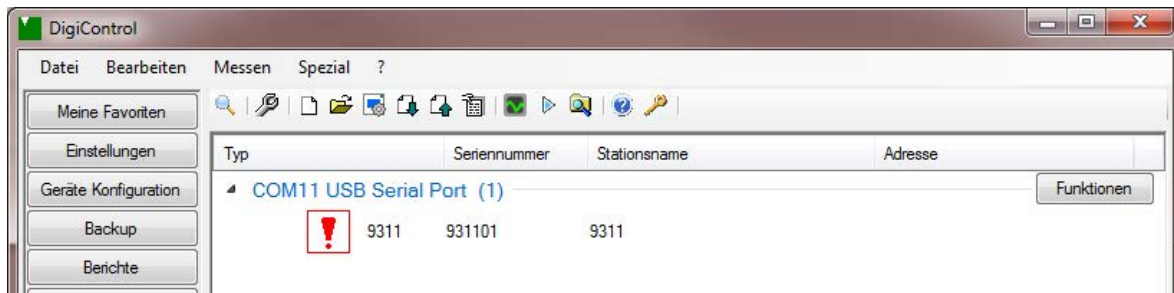 DigiControl
Datei Bearbeiten Messen Spezial ?
Meine Favoriten
Einstellungen
Typ Seriennummer Stationsname Adresse
Geräte Konfiguration
COM11 USB Serial Port (1) Funktionen
Backup
9311 931101 9311
Berichte